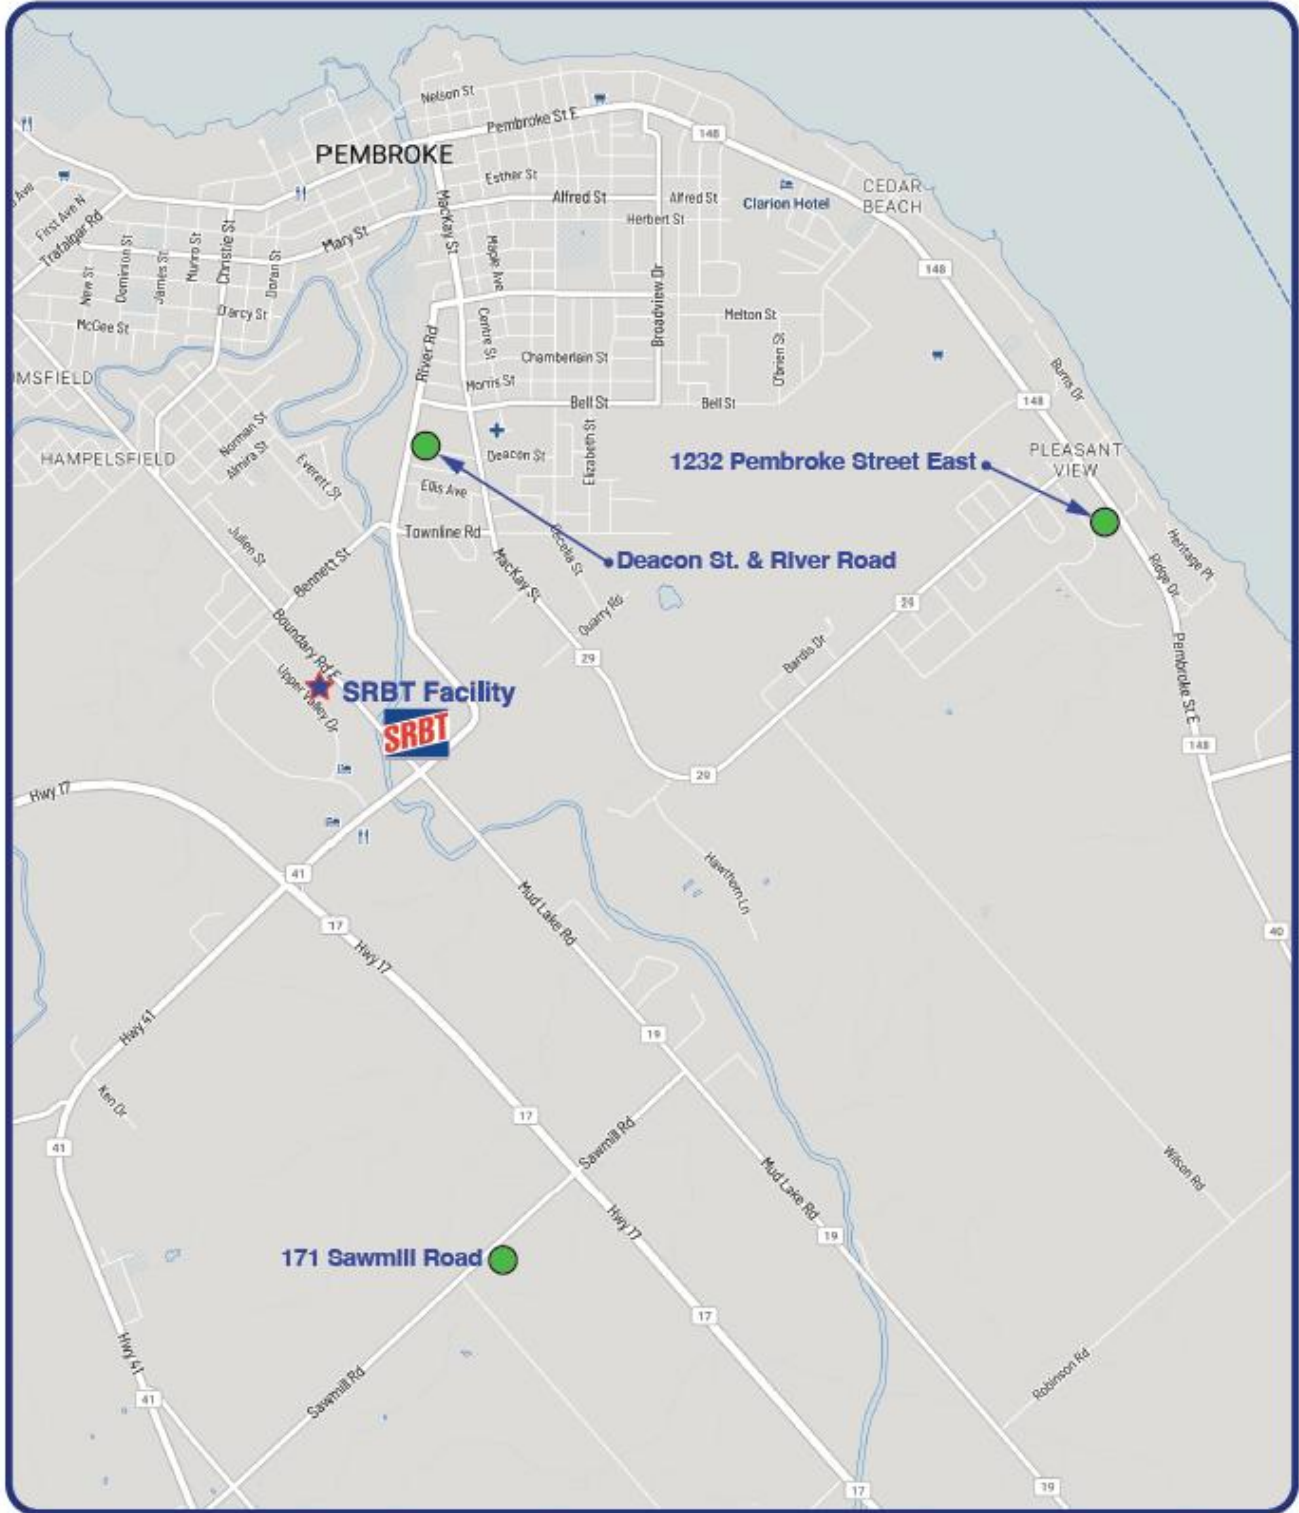 Nelson St
Pembroke St E
148
PEMBROKE
Esther St
Alfred St
Alfred St
Clarion Hotel
CEDAR
BEACH
Herbert St
Ave
First Ave N
Trafalgar Rd
MacKay St
Mary St
New St
Dominion St
James St
Munro St
Christie St
Doran St
Maple Ave
148
Broadview Dr
D'arcy St
McGee St
Melton St
River Rd
Centre St
Chamberlain St
O'brien St
Morris St
MSFIELD
Burns Dr
Bell St
Bell St
148
Norman St
Almira St
HAMPELSFIELD
Everett St
Deacon St
Elizabeth St
1232 Pembroke Street East
PLEASANT
VIEW
Ellis Ave
Townline Rd
Julien St
Bennett St
Cecelia St
Deacon St. & River Road
Heritage Pt
Ridge Dr
MacKay St
Quarry Rd
29
Boundary Rd E
Bardis Dr
29
Upper Valley Dr
SRBT Facility
SRBT
Pembroke St E
148
29
Hwy 17
41
Hawthorn Ln
Mud Lake Rd
17
Hwy 17
40
Hwy 41
19
Ken Dr
17
Sawmill Rd
41
Mud Lake Rd
Wilson Rd
Hwy 17
19
171 Sawmill Road
17
Hwy 41
Sawmill Rd
41
Robinson Rd
17
19